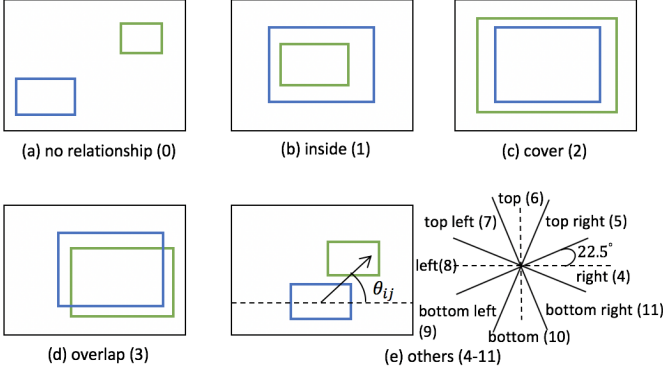 (a) no relationship (0)
(b) inside (1)
(c) cover (2)
top (6)
top left (7)
top right (5)
22.5°
left(8)
right (4)
θij
bottom left
(9)
bottom right (11)
bottom (10)
(d) overlap (3)
(e) others (4-11)